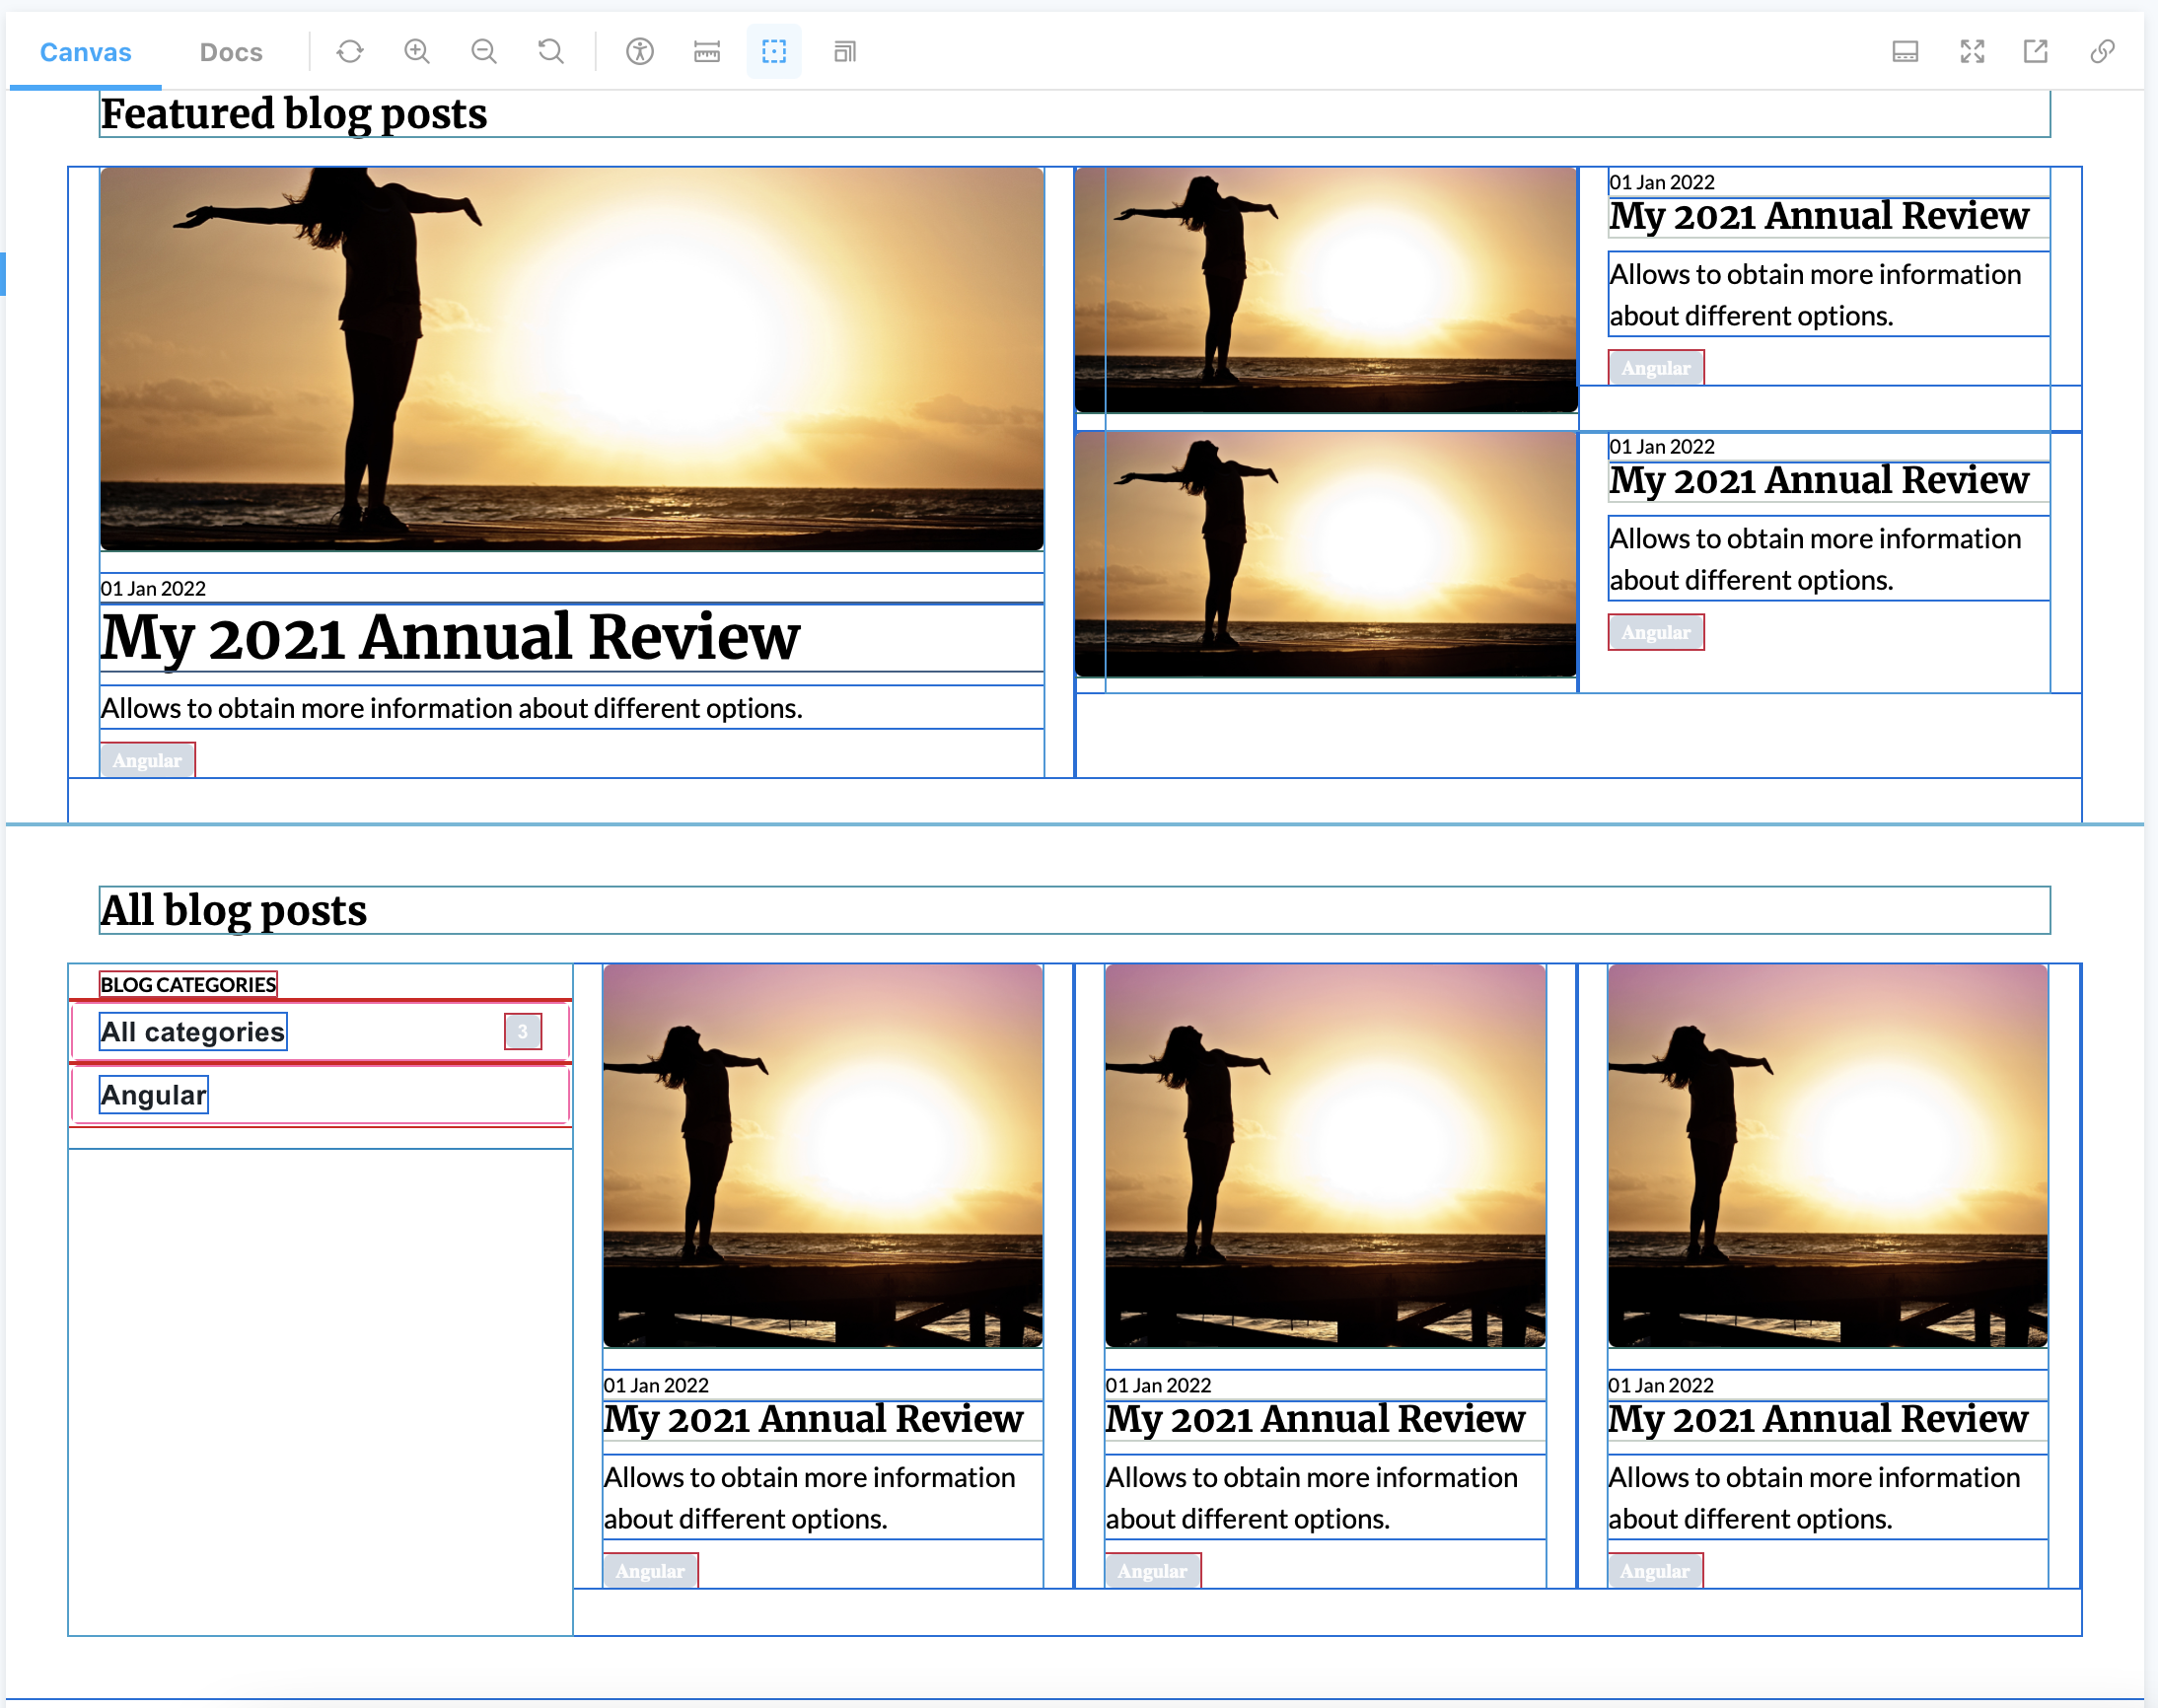 Canvas Docs
Featured blog posts
01 Jan 2022
My 2021 Annual Review
Allows to obtain more information about different options.
Angular
01 Jan 2022
My 2021 Annual Review
Allows to obtain more information
about different options.
Angular
01 Jan 2022
My 2021 Annual Review
Allows to obtain more information
about different options.
Angular
All blog posts
BLOG CATEGORIES
All categories 3
Angular
01 Jan 2022
My 2021 Annual Review
Allows to obtain more information
about different options.
Angular
01 Jan 2022
My 2021 Annual Review
Allows to obtain more information
about different options.
Angular
01 Jan 2022
My 2021 Annual Review
Allows to obtain more information
about different options.
Angular